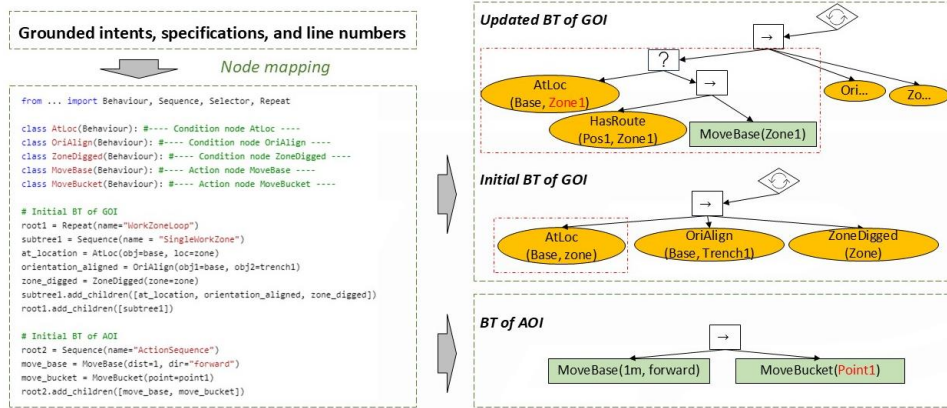 Grounded intents, specifications, and line numbers
Node mapping
from ... import Behaviour, Sequence, Selector, Repeat
class AtLoc(Behaviour): #---- Condition node AtLoc ----
class OriAlign(Behaviour): #---- Condition node OriAlign ----
class ZoneDigged(Behaviour): #---- Condition node ZoneDigged ----
class MoveBase(Behaviour): #---- Action node MoveBase ----
class MoveBucket(Behaviour): #---- Action node MoveBucket ----
# Initial BT of GOI
root1 = Repeat(name="WorkZoneLoop")
subtree1 = Sequence(name = "SingleWorkZone")
at_location = AtLoc(obj=base, loc=zone)
orientation_aligned = OriAlign(obj1=base, obj2=trench1)
zone_digged = ZoneDigged(zone=zone)
subtree1.add_children([at_location, orientation_aligned, zone_digged])
root1.add_children([subtree1])
# Initial BT of AOI
root2 = Sequence(name="ActionSequence")
move_base = MoveBase(dist=1, dir="forward")
move_bucket = MoveBucket(point=point1)
root2.add_children([move_base, move_bucket])
Updated BT of GOI
→
?
→
AtLoc
(Base, Zone1)
HasRoute
(Pos1, Zone1)
MoveBase(Zone1)
Ori...
Zo...
Initial BT of GOI
→
AtLoc
(Base, zone)
OriAlign
(Base, Trench1)
ZoneDigged
(Zone)
BT of AOI
→
MoveBase(1m, forward)
MoveBucket(Point1)